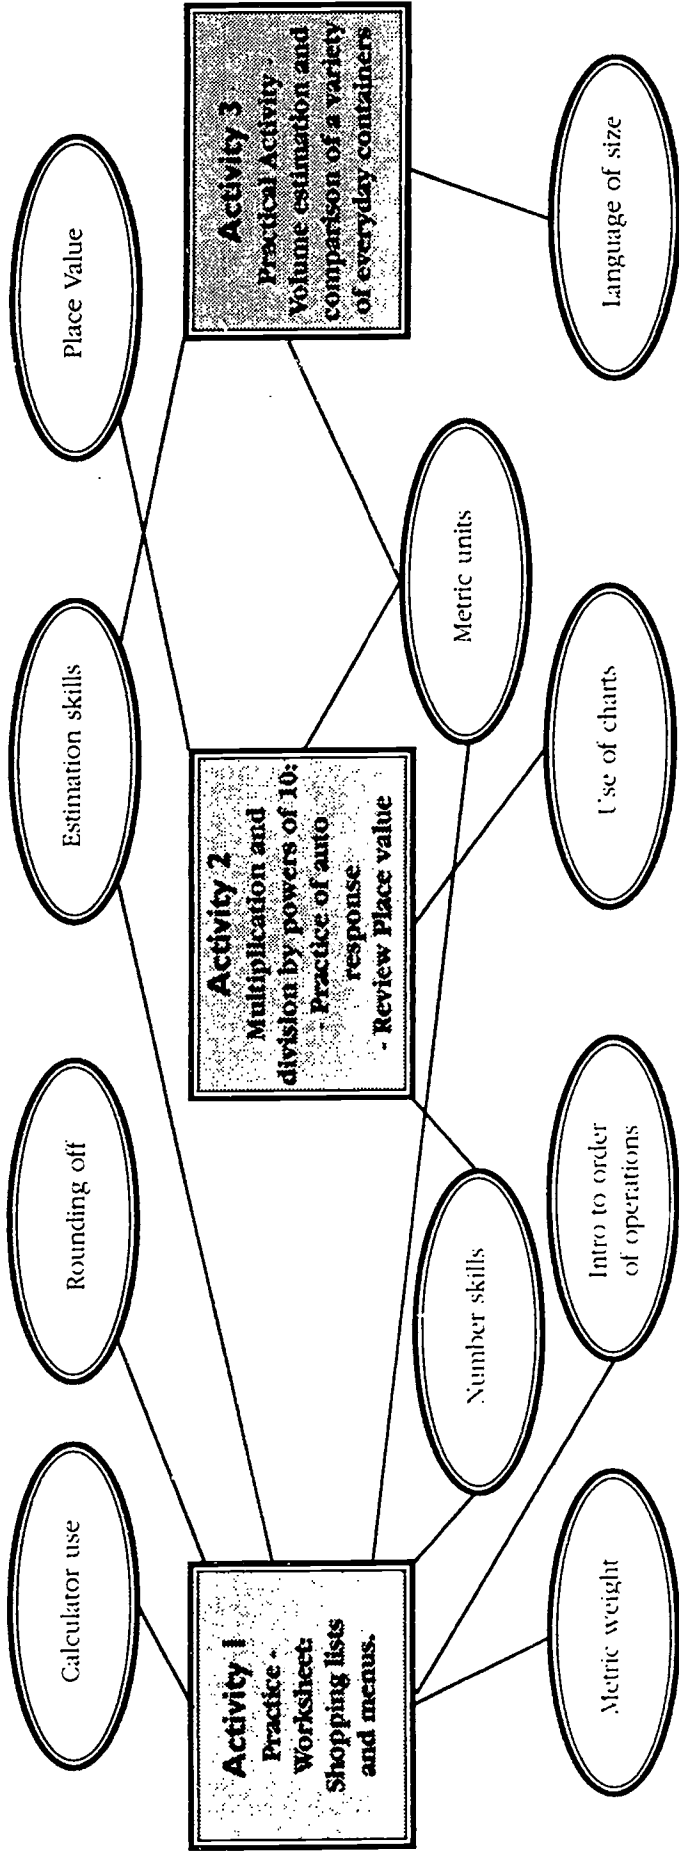 Calculator use
Rounding off
Estimation skills
Place Value
Activity 1
Practice -
Worksheet:
Shopping lists
and menus.
Activity 2
Multiplication and
division by powers of 10:
- Practice of auto
response
- Review Place value
Activity 3
Practical Activity -
Volume estimation and
comparison of a variety
of everyday containers
Number skills
Metric units
Metric weight
Intro to order
of operations
Use of charts
Language of size